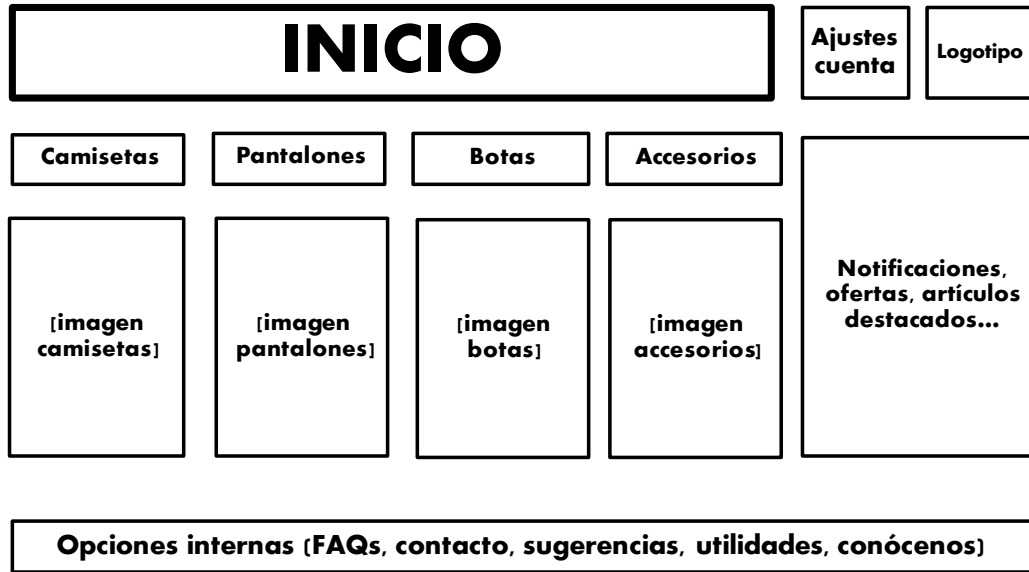 INICIO
Ajustes
cuenta
Logotipo
Camisetas
Pantalones
Botas
Accesorios
[imagen
camisetas]
[imagen
pantalones]
[imagen
botas]
[imagen
accesorios]
Notificaciones,
ofertas, artículos
destacados...
Opciones internas (FAQs, contacto, sugerencias, utilidades, conócenos)